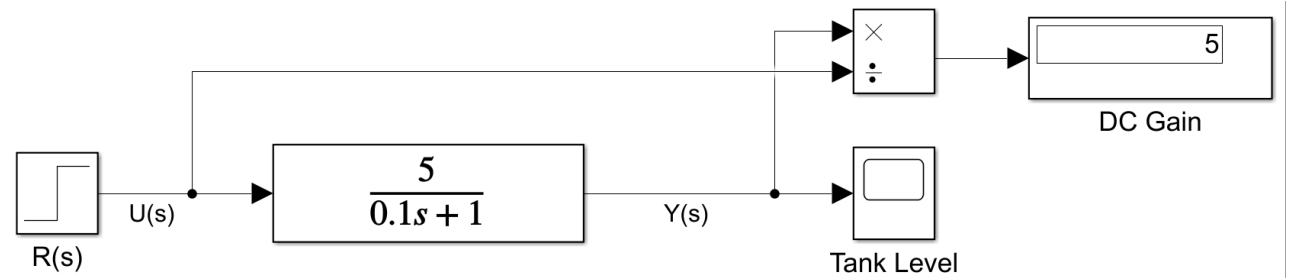 ×
÷
5
DC Gain
5
0.1s + 1
U(s)
Y(s)
R(s)
Tank Level